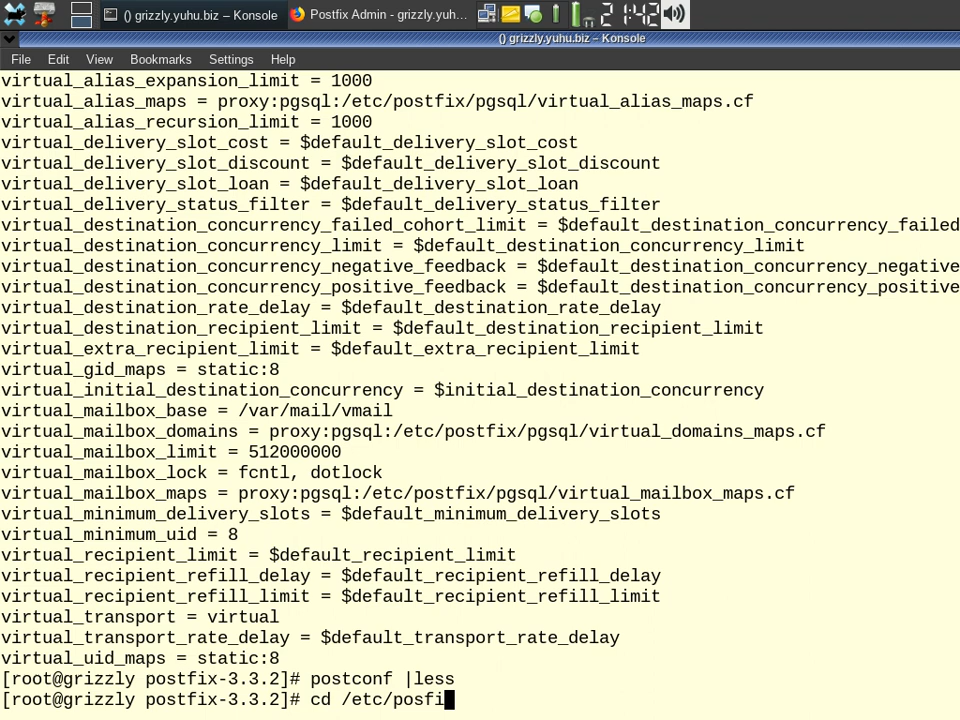 () grizzly.yuhu.biz – Konsole
Postfix Admin - grizzly.yuh...
21:42
() grizzly.yuhu.biz – Konsole
File Edit View Bookmarks Settings Help
virtual_alias_expansion_limit = 1000
virtual_alias_maps = proxy:pgsql:/etc/postfix/pgsql/virtual_alias_maps.cf
virtual_alias_recursion_limit = 1000
virtual_delivery_slot_cost = $default_delivery_slot_cost
virtual_delivery_slot_discount = $default_delivery_slot_discount
virtual_delivery_slot_loan = $default_delivery_slot_loan
virtual_delivery_status_filter = $default_delivery_status_filter
virtual_destination_concurrency_failed_cohort_limit = $default_destination_concurrency_failed
virtual_destination_concurrency_limit = $default_destination_concurrency_limit
virtual_destination_concurrency_negative_feedback = $default_destination_concurrency_negative
virtual_destination_concurrency_positive_feedback = $default_destination_concurrency_positive
virtual_destination_rate_delay = $default_destination_rate_delay
virtual_destination_recipient_limit = $default_destination_recipient_limit
virtual_extra_recipient_limit = $default_extra_recipient_limit
virtual_gid_maps = static:8
virtual_initial_destination_concurrency = $initial_destination_concurrency
virtual_mailbox_base = /var/mail/vmail
virtual_mailbox_domains = proxy:pgsql:/etc/postfix/pgsql/virtual_domains_maps.cf
virtual_mailbox_limit = 512000000
virtual_mailbox_lock = fcntl, dotlock
virtual_mailbox_maps = proxy:pgsql:/etc/postfix/pgsql/virtual_mailbox_maps.cf
virtual_minimum_delivery_slots = $default_minimum_delivery_slots
virtual_minimum_uid = 8
virtual_recipient_limit = $default_recipient_limit
virtual_recipient_refill_delay = $default_recipient_refill_delay
virtual_recipient_refill_limit = $default_recipient_refill_limit
virtual_transport = virtual
virtual_transport_rate_delay = $default_transport_rate_delay
virtual_uid_maps = static:8
[root@grizzly postfix-3.3.2]# postconf |less
[root@grizzly postfix-3.3.2]# cd /etc/posfi